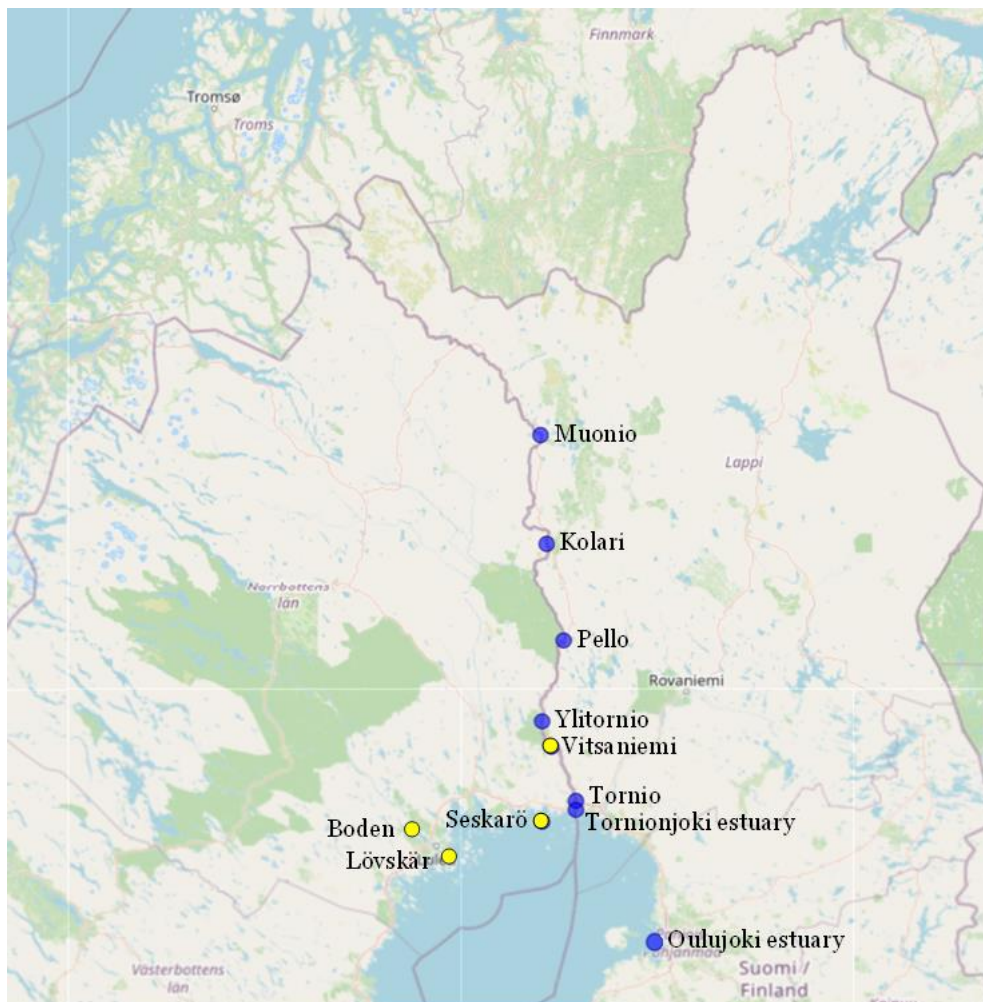 Finnmark
Tromsø
Troms
Muonio
Lappi
Kolari
Norrbottens
län
Pello
Rovaniemi
Ylitornio
Vitsaniemi
Tornio
Seskarö
Tornionjoki estuary
Boden
Lövskär
Oulujoki estuary
Västerbottens
län
Suomi /
Finland